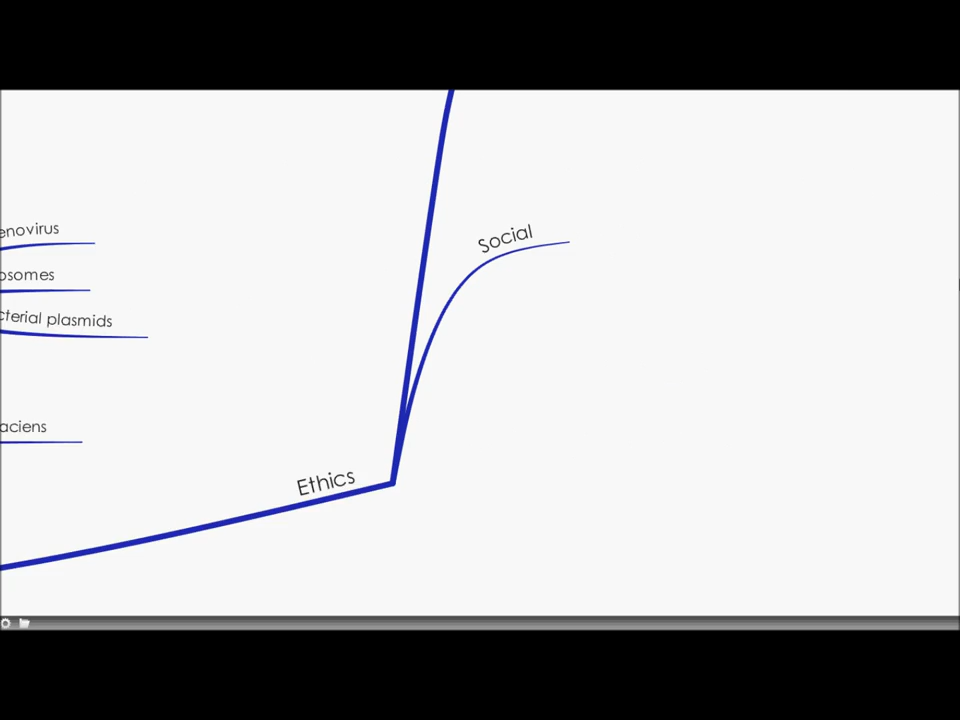 enovirus
Social
osomes
cterial plasmids
aciens
Ethics